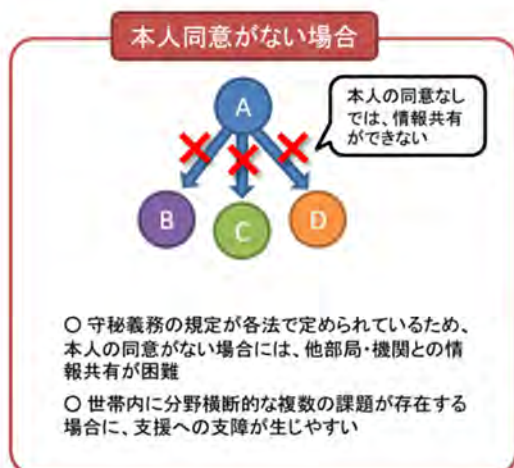 本人同意がない場合
A
本人の同意なし
では、情報共有
ができない
B
C
D
○ 守秘義務の規定が各法で定められているため、
本人の同意がない場合には、他部局・機関との情
報共有が困難
○ 世帯内に分野横断的な複数の課題が存在する
場合に、支援への支障が生じやすい